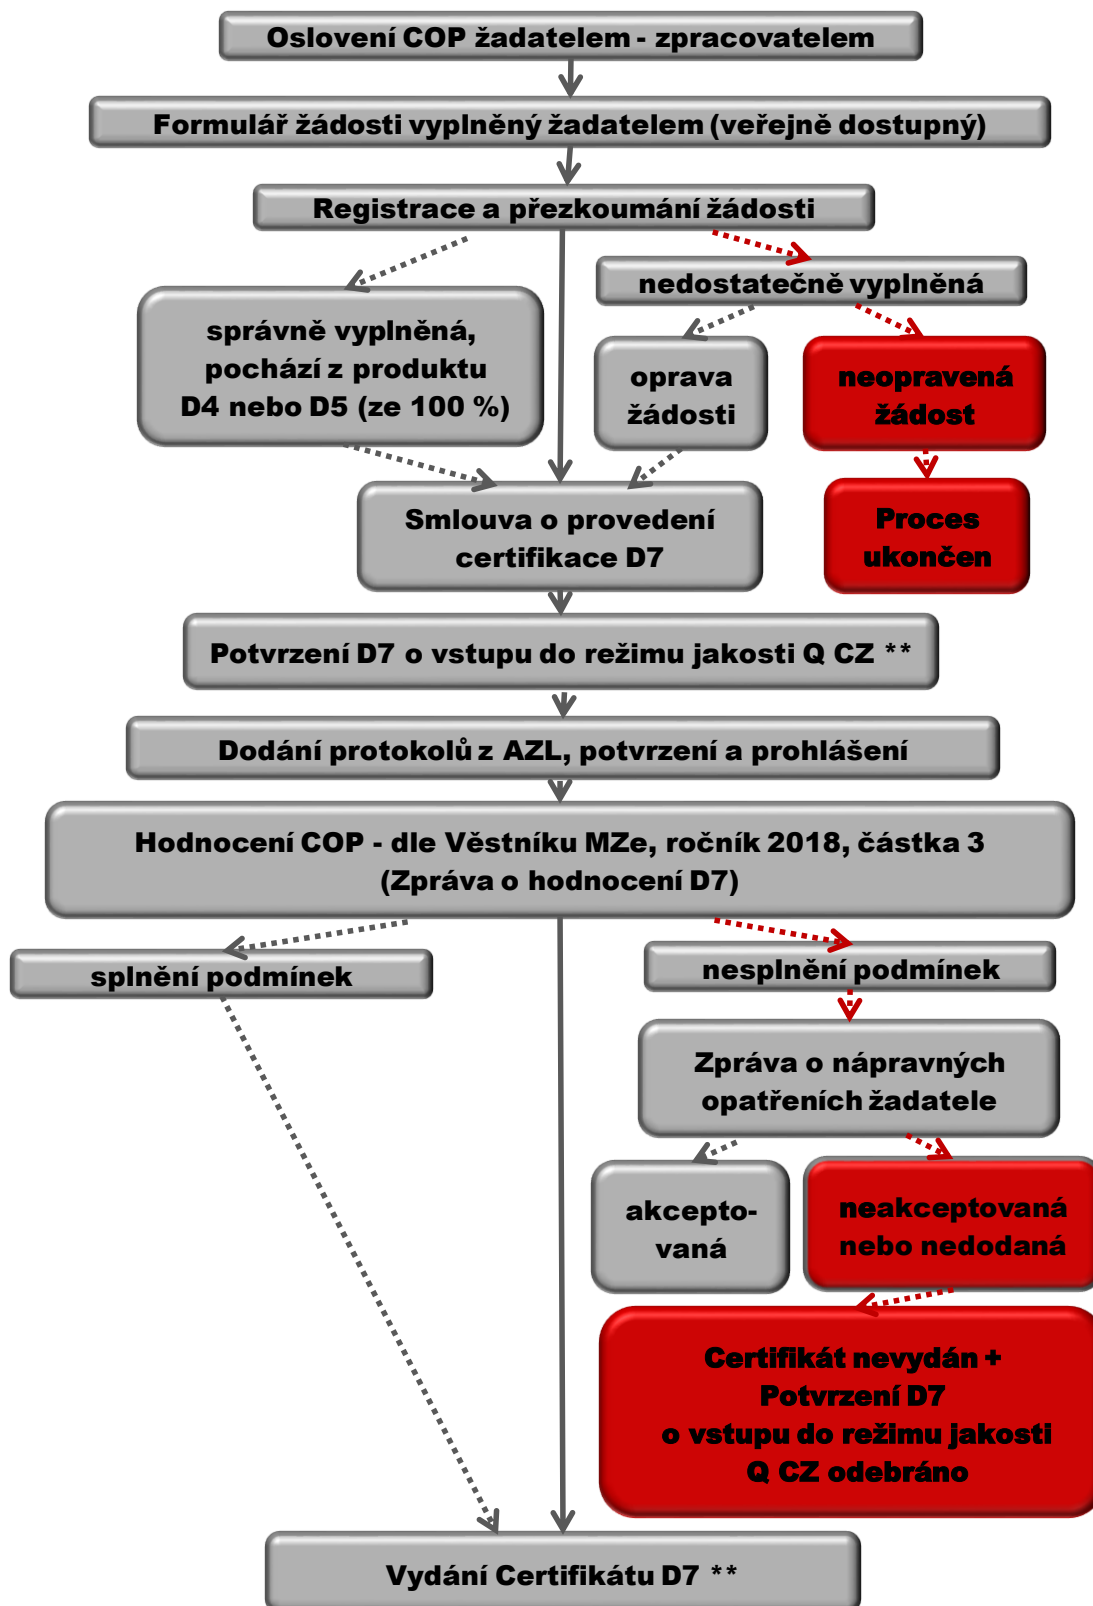 Oslovení COP žadatelem - zpracovatelem
Formulář žádosti vyplněný žadatelem (veřejně dostupný)
Registrace a přezkoumání žádosti
nedostatečně vyplněná
správně vyplněná,
pochází z produktu
D4 nebo D5 (ze 100 %)
oprava
žádosti
neopravená
žádost
Smlouva o provedení
certifikace D7
Proces
ukončen
Potvrzení D7 o vstupu do režimu jakosti Q CZ **
Dodání protokolů z AZL, potvrzení a prohlášení
Hodnocení COP - dle Věstníku MZe, ročník 2018, částka 3
(Zpráva o hodnocení D7)
splnění podmínek
nesplnění podmínek
Zpráva o nápravných
opatřeních žadatele
akcepto-
vaná
neakceptovaná
nebo nedodaná
Certifikát nevydán +
Potvrzení D7
o vstupu do režimu jakosti
Q CZ odebráno
Vydání Certifikátu D7 **